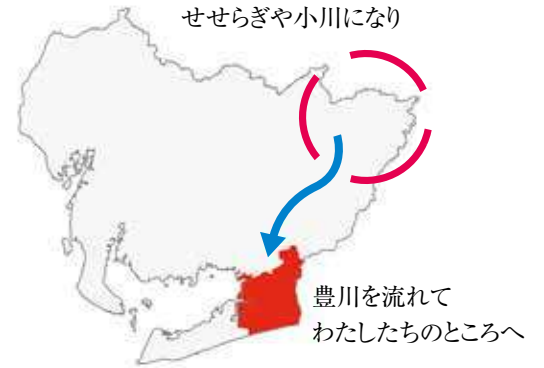 せせらぎや小川になり
豊川を流れて
わたしたちのところへ